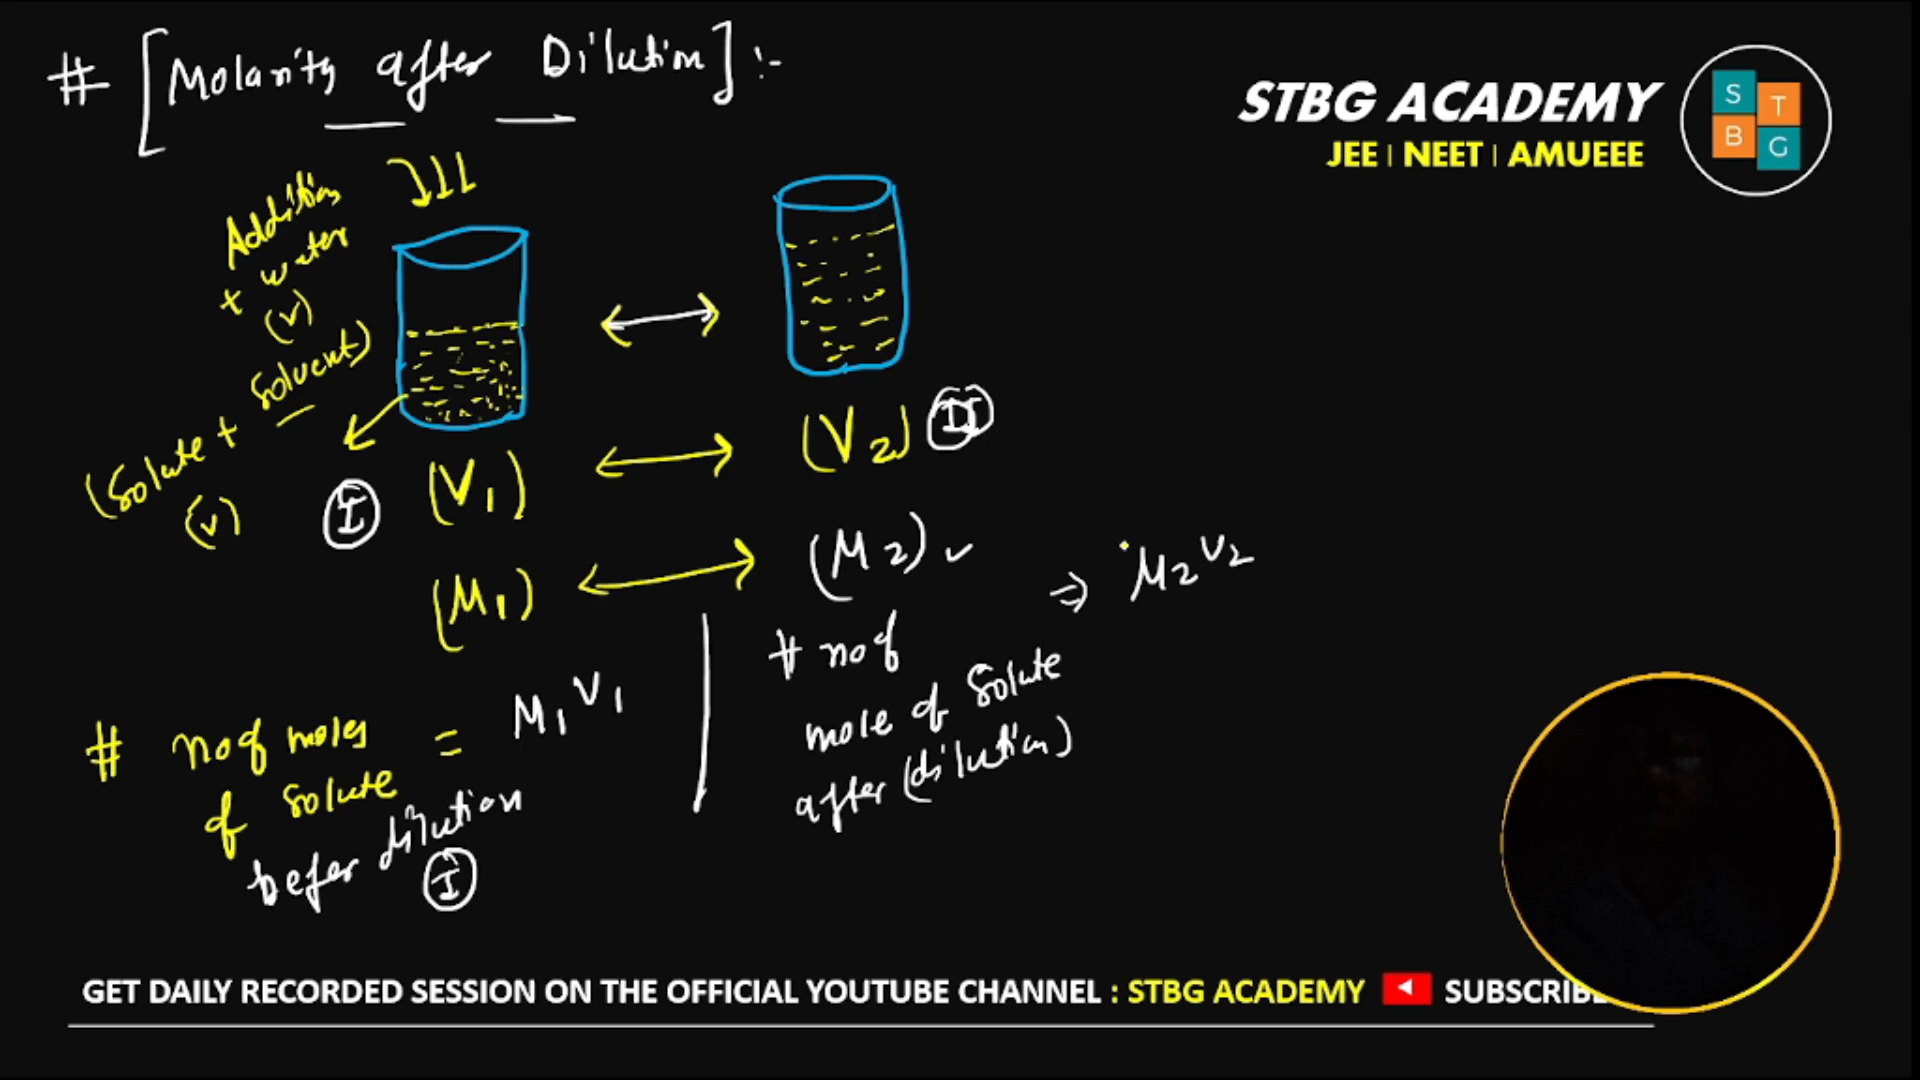 # [Molarity after Dilution] :-
STBG ACADEMY
JEE | NEET | AMUEEE
S T
B G
Addition
+ water
(v)
(Solute + Solvent)
(v)
I
(V1)
(V2) II
(M1)
(M2) ✓
⇒ M2V2
# no of moles
of solute
befer dilution
I
= M1V1
# no of
mole of solute
after (dilution)
GET DAILY RECORDED SESSION ON THE OFFICIAL YOUTUBE CHANNEL : STBG ACADEMY SUBSCRIBE